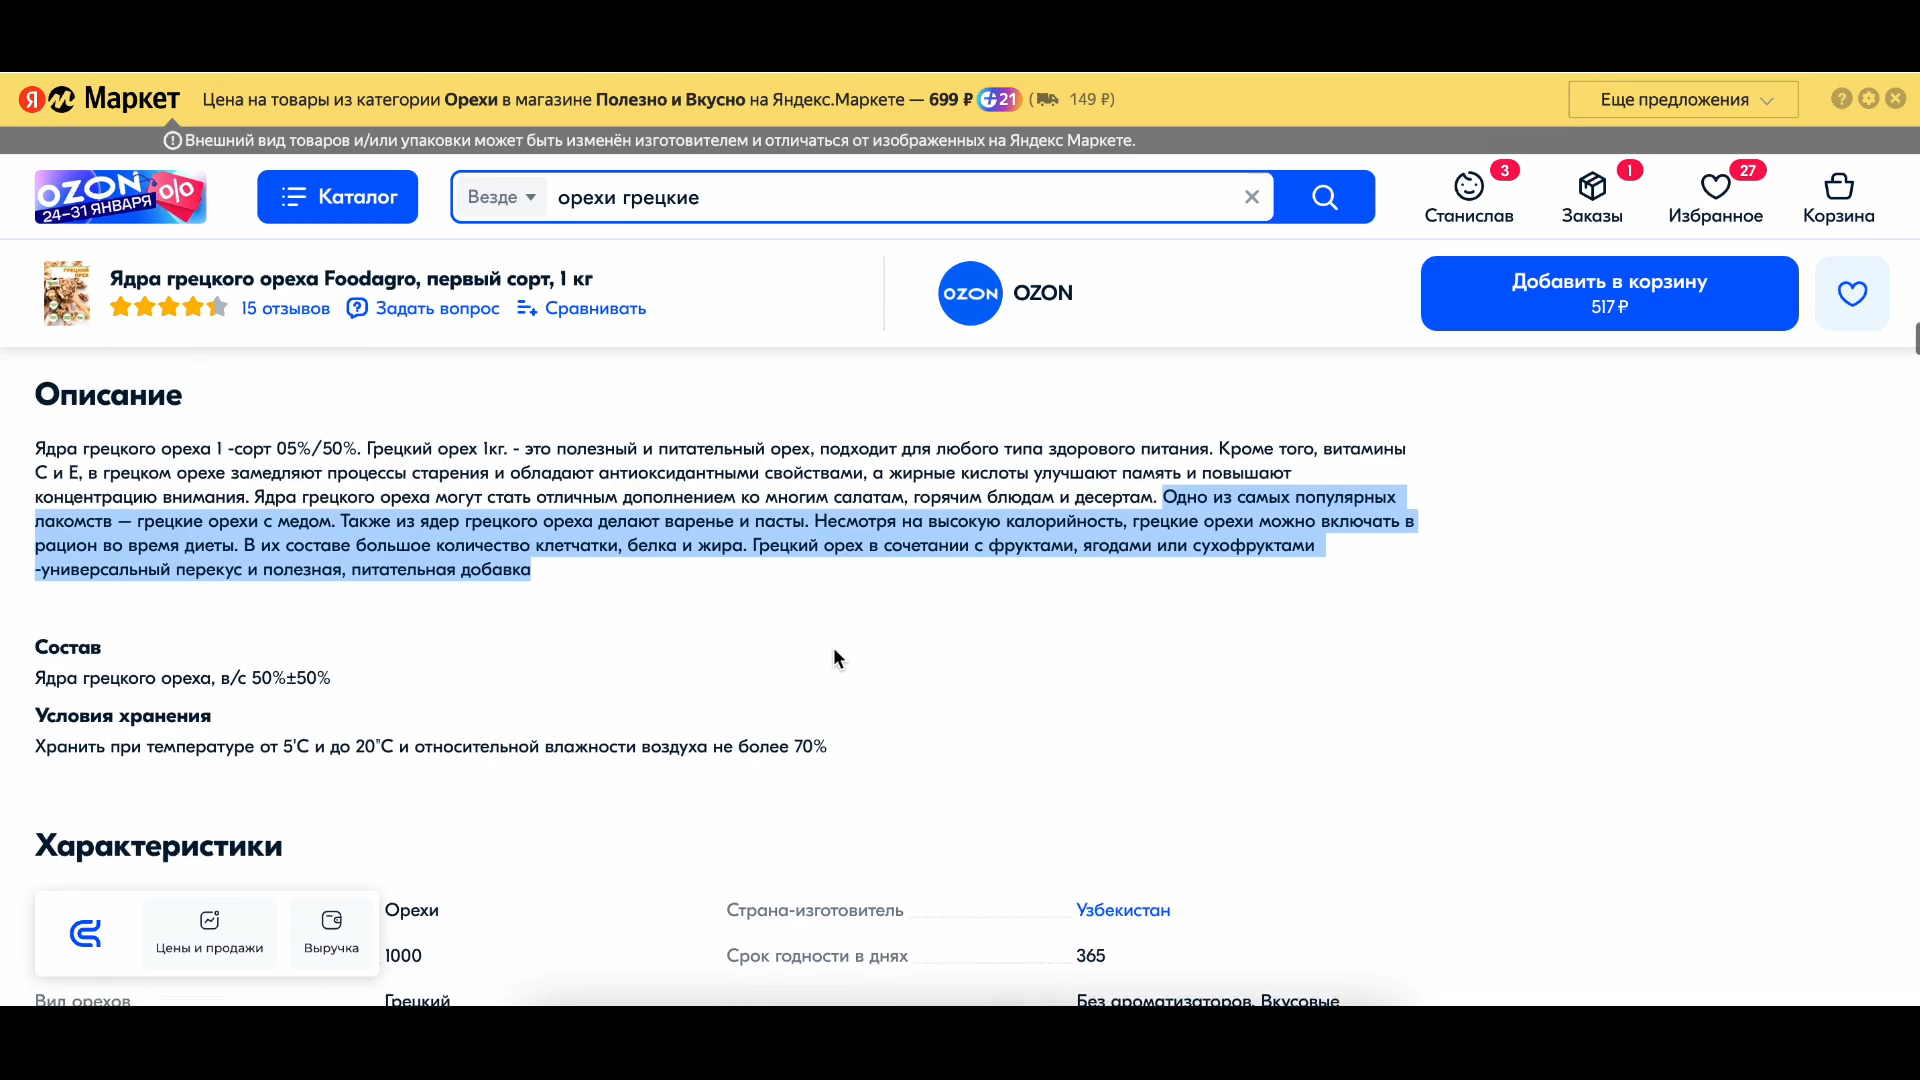 Я М Маркет Цена на товары из категории Орехи в магазине Полезно и Вкусно на Яндекс.Маркете — 699 ₽ 21 ( 149 ₽) Еще предложения ?
Внешний вид товаров и/или упаковки может быть изменён изготовителем и отличаться от изображенных на Яндекс Маркете.
OZON %
24–31 ЯНВАРЯ
Каталог
Везде орехи грецкие
3 1 27
Станислав Заказы Избранное Корзина
Ядра грецкого ореха Foodagro, первый сорт, 1 кг
15 отзывов Задать вопрос Сравнивать
OZON OZON
Добавить в корзину
517 ₽
Описание
Ядра грецкого ореха 1 -сорт 05%/50%. Грецкий орех 1кг. - это полезный и питательный орех, подходит для любого типа здорового питания. Кроме того, витамины
С и Е, в грецком орехе замедляют процессы старения и обладают антиоксидантными свойствами, а жирные кислоты улучшают память и повышают
концентрацию внимания. Ядра грецкого ореха могут стать отличным дополнением ко многим салатам, горячим блюдам и десертам. Одно из самых популярных
лакомств — грецкие орехи с медом. Также из ядер грецкого ореха делают варенье и пасты. Несмотря на высокую калорийность, грецкие орехи можно включать в
рацион во время диеты. В их составе большое количество клетчатки, белка и жира. Грецкий орех в сочетании с фруктами, ягодами или сухофруктами
-универсальный перекус и полезная, питательная добавка
Состав
Ядра грецкого ореха, в/с 50%±50%
Условия хранения
Хранить при температуре от 5'С и до 20"С и относительной влажности воздуха не более 70%
Характеристики
Цены и продажи Выручка
Орехи Страна-изготовитель Узбекистан
1000 Срок годности в днях 365
Вид орехов Грецкий Без ароматизаторов, Вкусовые